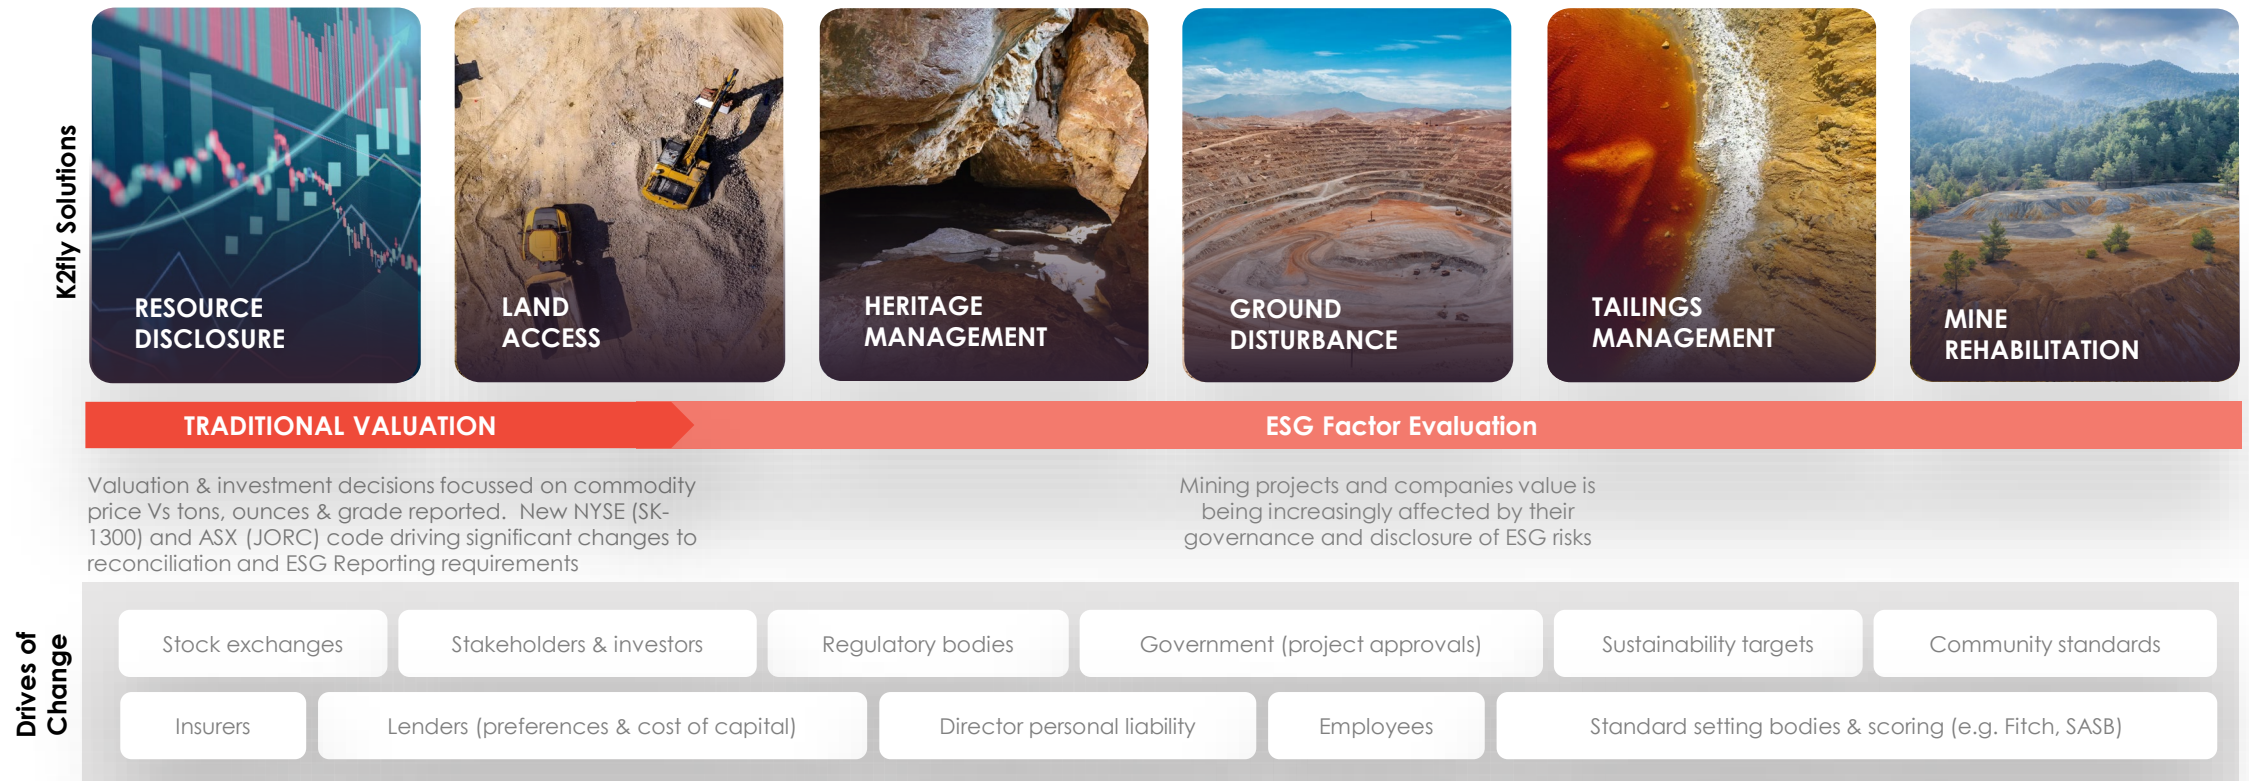 K2fly Solutions
RESOURCE
DISCLOSURE
LAND
ACCESS
HERITAGE
MANAGEMENT
GROUND
DISTURBANCE
TAILINGS
MANAGEMENT
MINE
REHABILITATION
TRADITIONAL VALUATION
ESG Factor Evaluation
Valuation & investment decisions focussed on commodity
price Vs tons, ounces & grade reported. New NYSE (SK-
1300) and ASX (JORC) code driving significant changes to
reconciliation and ESG Reporting requirements
Mining projects and companies value is
being increasingly affected by their
governance and disclosure of ESG risks
Drives of
Change
Stock exchanges
Stakeholders & investors
Regulatory bodies
Government (project approvals)
Sustainability targets
Community standards
Insurers
Lenders (preferences & cost of capital)
Director personal liability
Employees
Standard setting bodies & scoring (e.g. Fitch, SASB)